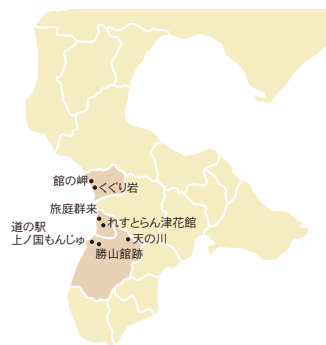 館の岬
くぐり岩
旅庭群来
れすとらん津花館
道の駅
上ノ国もんじゅ
天の川
勝山館跡